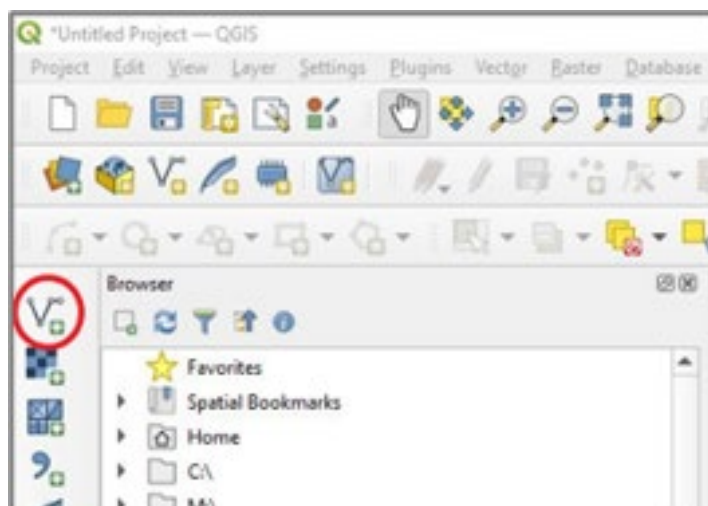 *Untitled Project — QGIS
Project Edit View Layer Settings Plugins Vector Raster Database
Browser
Favorites
Spatial Bookmarks
Home
C:\
M:\